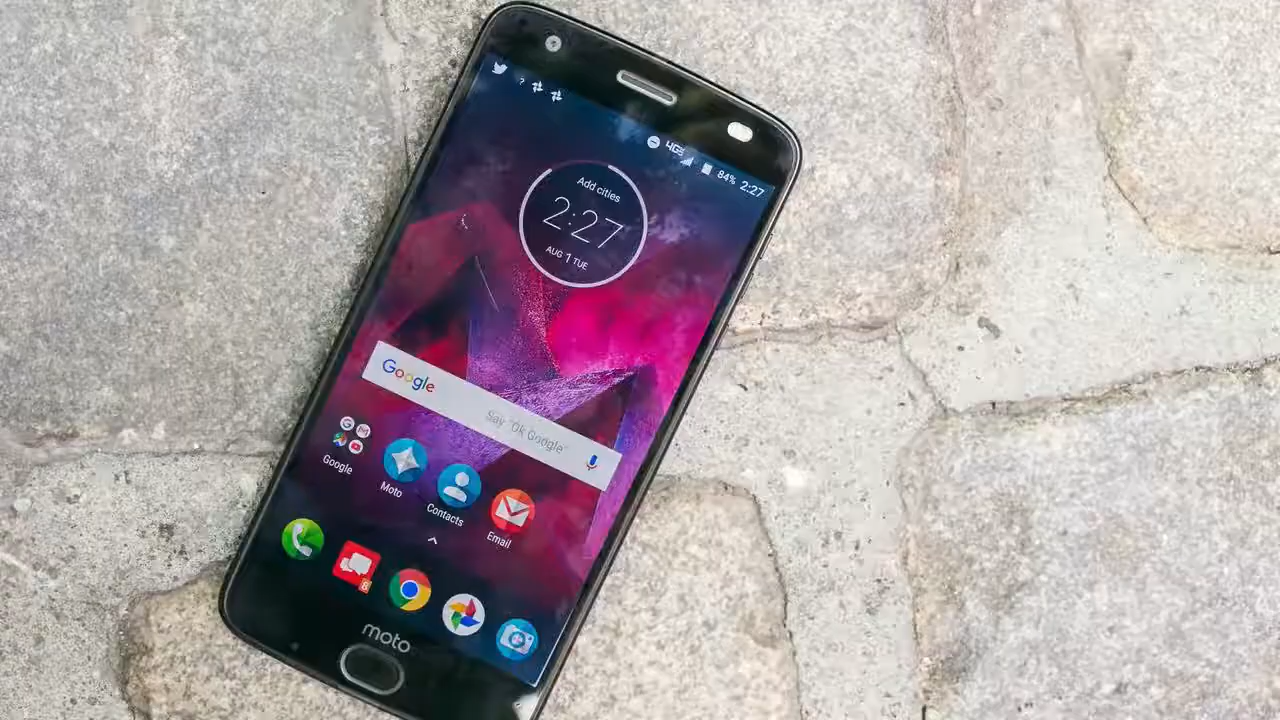 ?
4G
84% 2:27
Add cities
2:27
AUG 1 TUE
Google
Say "Ok Google"
Google
Moto
Contacts
Email
8
moto